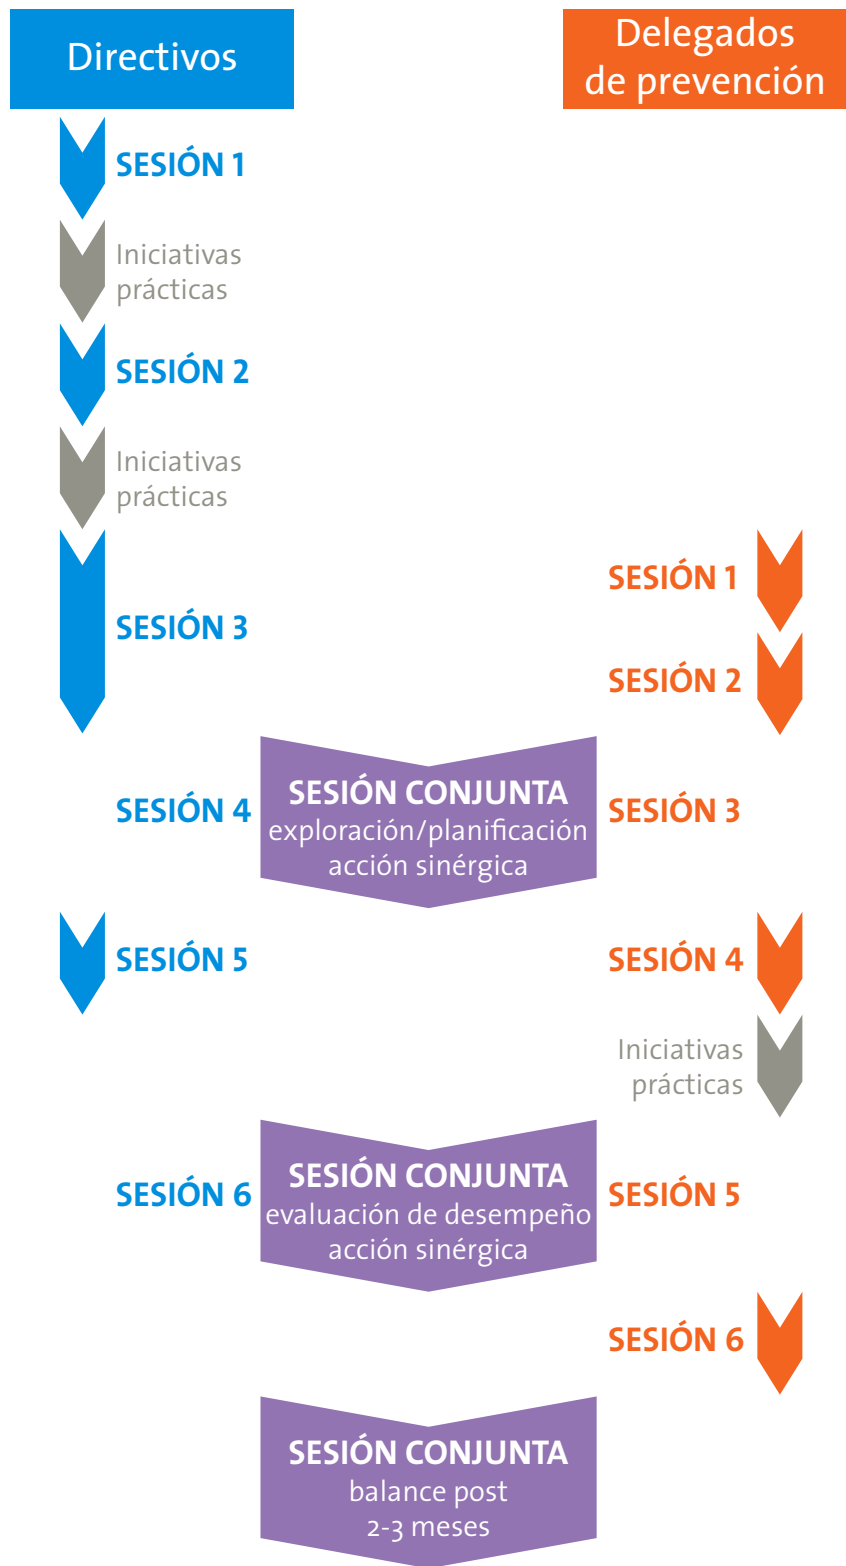 Directivos
Delegados
de prevención
SESIÓN 1
Iniciativas
prácticas
SESIÓN 2
Iniciativas
prácticas
SESIÓN 1
SESIÓN 3
SESIÓN 2
SESIÓN 4
SESIÓN CONJUNTA
exploración/planificación
acción sinérgica
SESIÓN 3
SESIÓN 5
SESIÓN 4
Iniciativas
prácticas
SESIÓN 6
SESIÓN CONJUNTA
evaluación de desempeño
acción sinérgica
SESIÓN 5
SESIÓN 6
SESIÓN CONJUNTA
balance post
2-3 meses